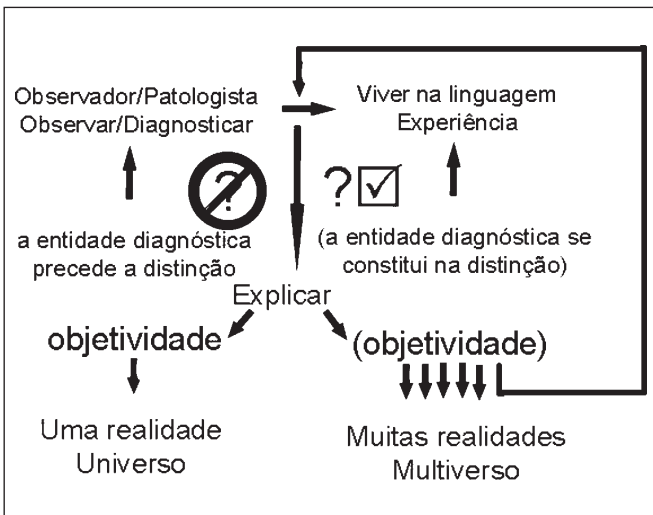 Observador/Patologista
Observar/Diagnosticar
Viver na linguagem
Experiência
?
?
a entidade diagnóstica
precede a distinção
(a entidade diagnóstica se
constitui na distinção)
Explicar
objetividade
(objetividade)
Uma realidade
Universo
Muitas realidades
Multiverso